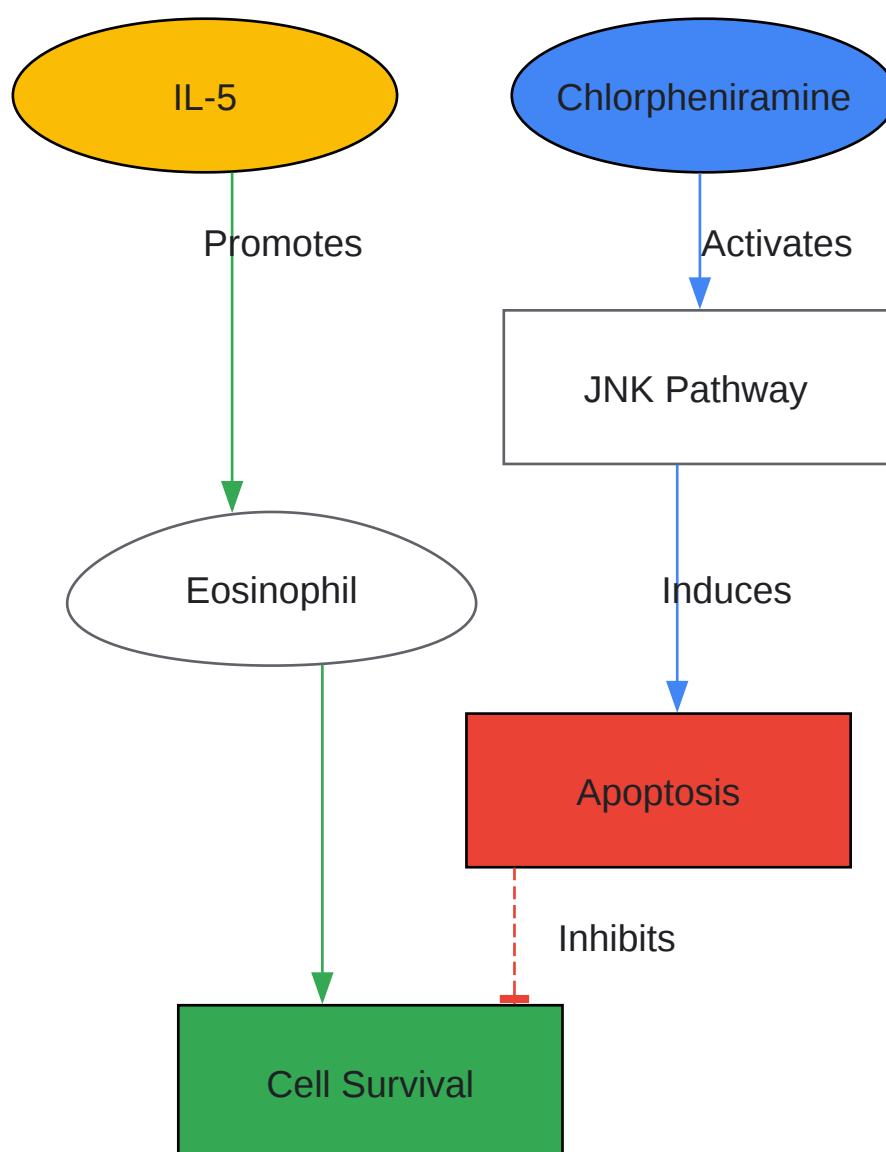 IL-5
Chlorpheniramine
Promotes
Activates
JNK Pathway
Eosinophil
Induces
Apoptosis
Inhibits
Cell Survival